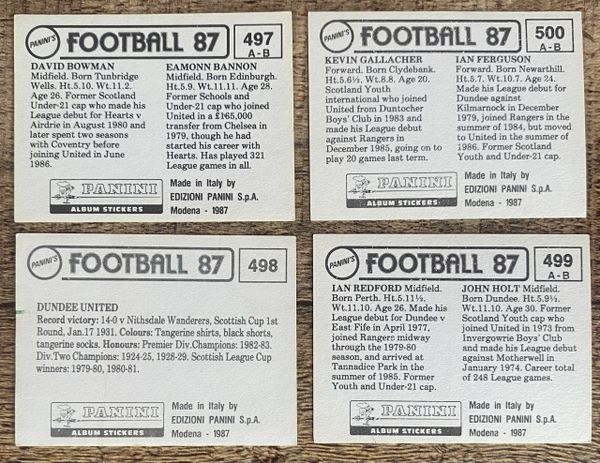 PANINI'S FOOTBALL 87 497 A-B
DAVID BOWMAN
Midfield. Born Tunbridge
Wells. Ht.5.10. Wt.11.2.
Age 26. Former Scotland
Under-21 cap who made his
League debut for Hearts v
Airdrie in August 1980 and
later spent two seasons
with Coventry before
joining United in June
1986.
EAMONN BANNON
Midfield. Born Edinburgh.
Ht.5.9. Wt.11.11. Age 28.
Former Schools and
Under-21 cap who joined
United in a £165,000
transfer from Chelsea in
1979, though he had
started his career with
Hearts. Has played 321
League games in all.
PANINI
ALBUM STICKERS
Made in Italy by
EDIZIONI PANINI S.p.A.
Modena - 1987
PANINI'S FOOTBALL 87 500 A-B
KEVIN GALLACHER
Forward. Born Clydebank.
Ht.5.6½. Wt.8.8. Age 20.
Scotland Youth
international who joined
United from Duntocher
Boys' Club in 1983 and
made his League debut
against Rangers in
December 1985, going on to
play 20 games last term.
IAN FERGUSON
Forward. Born Newarthill.
Ht.5.7. Wt.10.7. Age 24.
Made his League debut for
Dundee against
Kilmarnock in December
1979, joined Rangers in the
summer of 1984, but moved
to United in the summer of
1986. Former Scotland
Youth and Under-21 cap.
PANINI
ALBUM STICKERS
Made in Italy by
EDIZIONI PANINI S.p.A.
Modena - 1987
PANINI'S FOOTBALL 87 498
DUNDEE UNITED
Record victory: 14-0 v Nithsdale Wanderers, Scottish Cup 1st
Round, Jan.17 1931. Colours: Tangerine shirts, black shorts,
tangerine socks. Honours: Premier Div.Champions: 1982-83.
Div.Two Champions: 1924-25, 1928-29. Scottish League Cup
winners: 1979-80, 1980-81.
PANINI
ALBUM STICKERS
Made in Italy by
EDIZIONI PANINI S.p.A.
Modena - 1987
PANINI'S FOOTBALL 87 499 A-B
IAN REDFORD Midfield.
Born Perth. Ht.5.11½.
Wt.11.10. Age 26. Made his
League debut for Dundee v
East Fife in April 1977,
joined Rangers midway
through the 1979-80
season, and arrived at
Tannadice Park in the
summer of 1985. Former
Youth and Under-21 cap.
JOHN HOLT Midfield.
Born Dundee. Ht.5.9½.
Wt.11.10. Age 30. Former
Scotland Youth cap who
joined United in 1973 from
Invergowrie Boys' Club
and made his League debut
against Motherwell in
January 1974. Career total
of 248 League games.
PANINI
ALBUM STICKERS
Made in Italy by
EDIZIONI PANINI S.p.A.
Modena - 1987